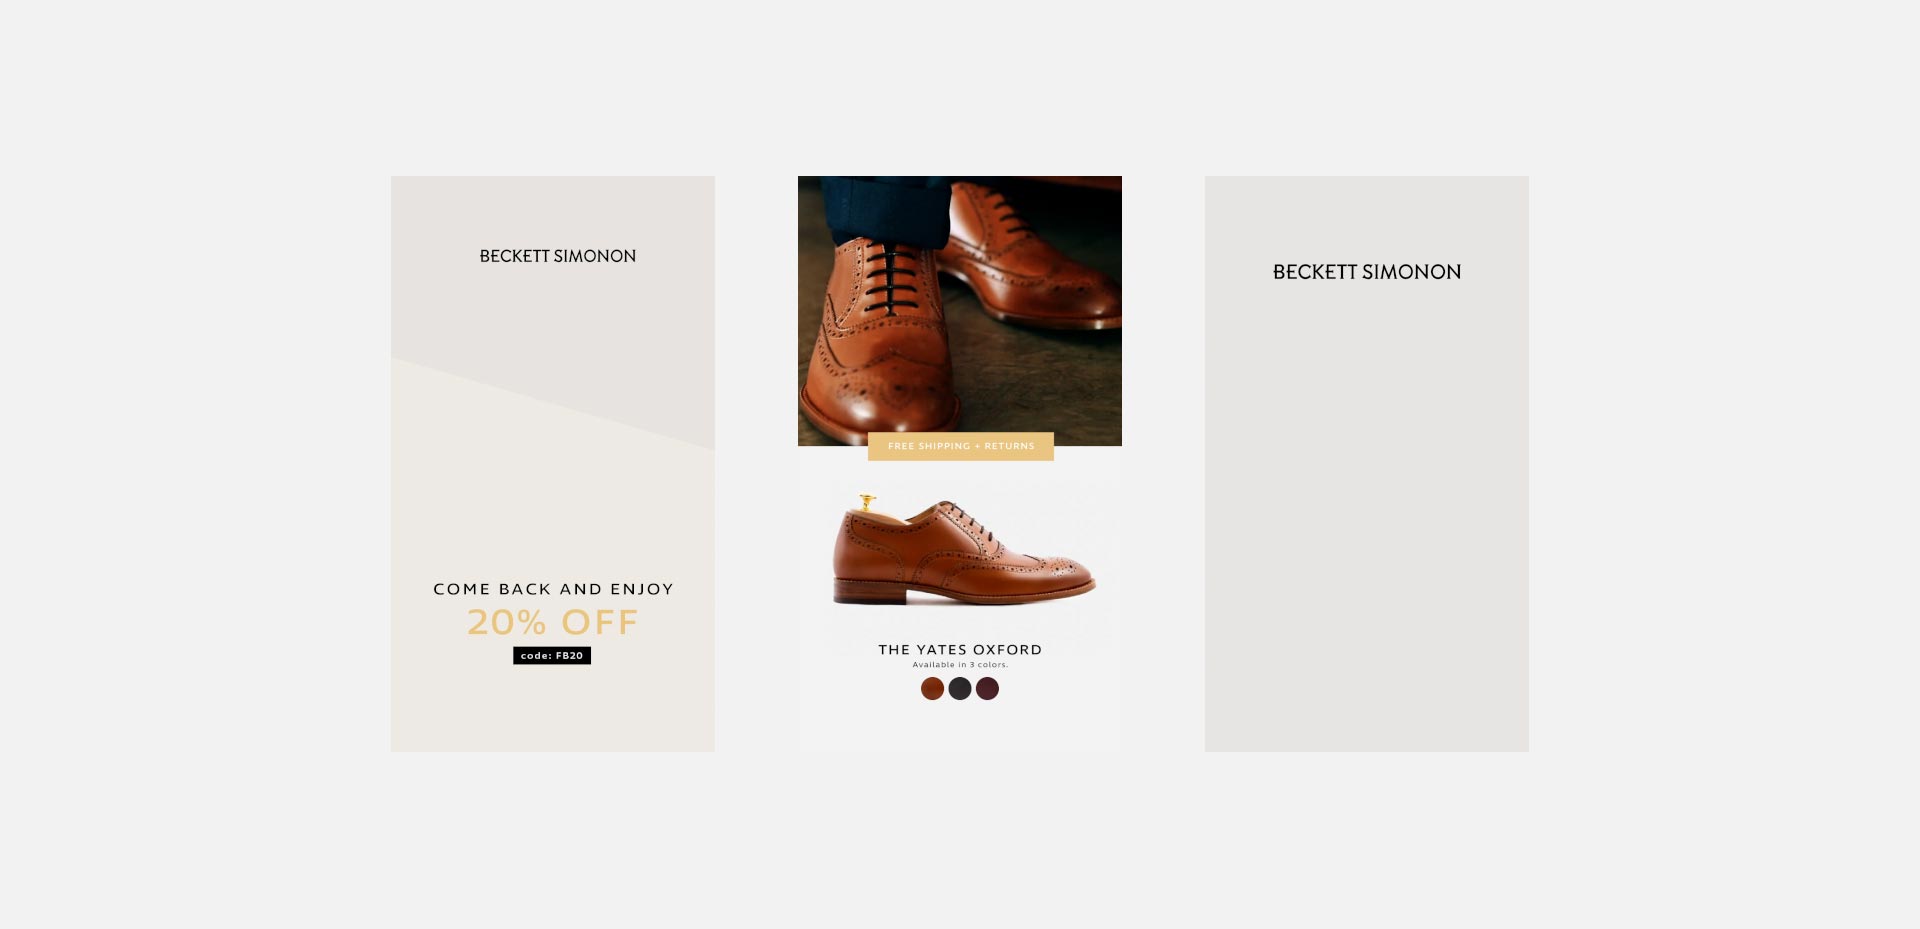 BECKETT SIMONON
COME BACK AND ENJOY
20% OFF
code: FB20
FREE SHIPPING + RETURNS
THE YATES OXFORD
Available in 3 colors.
BECKETT SIMONON